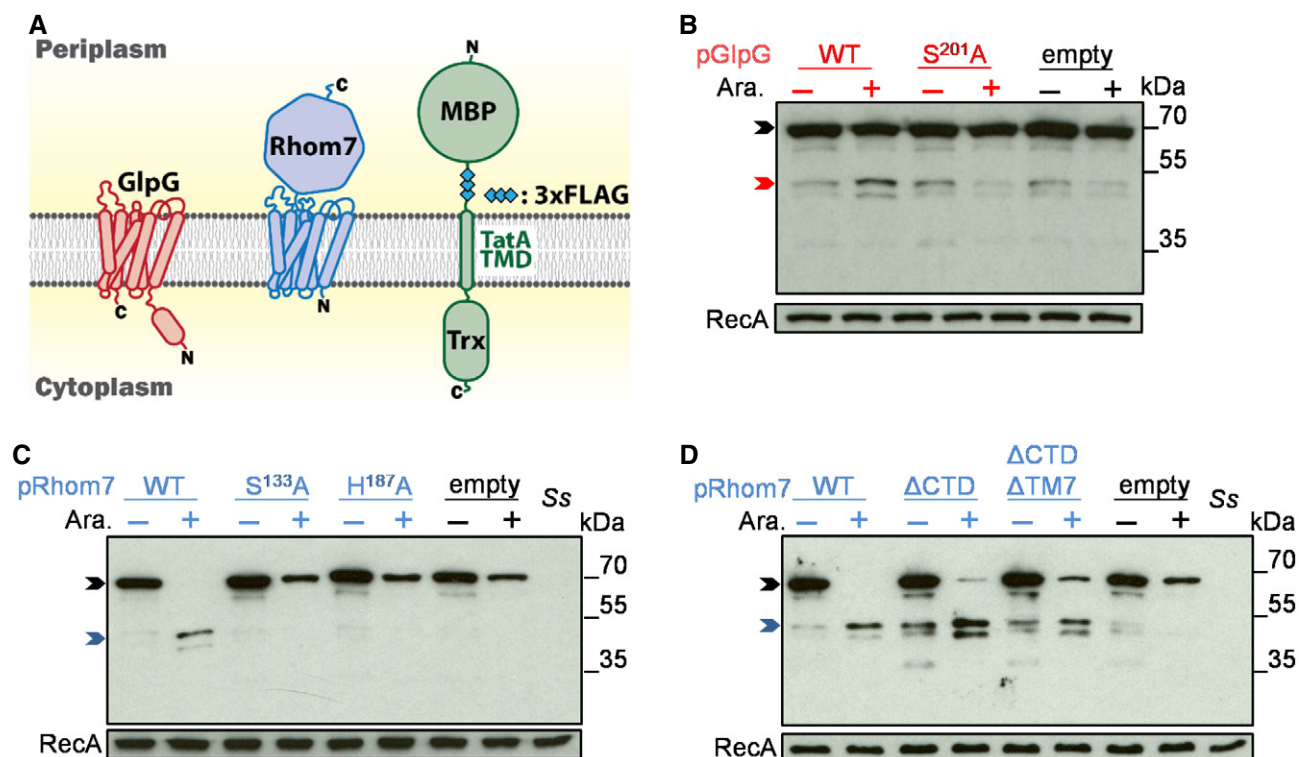 A
Periplasm
C
N
Rhom7
MBP
GlpG
: 3xFLAG
TatA
TMD
C
N
N
Trx
Cytoplasm
C
B
pGlpG WT S²⁰¹A empty
Ara. − + − + − + kDa
70
55
35
RecA
C
pRhom7 WT S¹³³A H¹⁸⁷A empty Ss
Ara. − + − + − + − + kDa
70
55
35
RecA
D
ΔCTD
pRhom7 WT ΔCTD ΔTM7 empty Ss
Ara. − + − + − + − + kDa
70
55
35
RecA